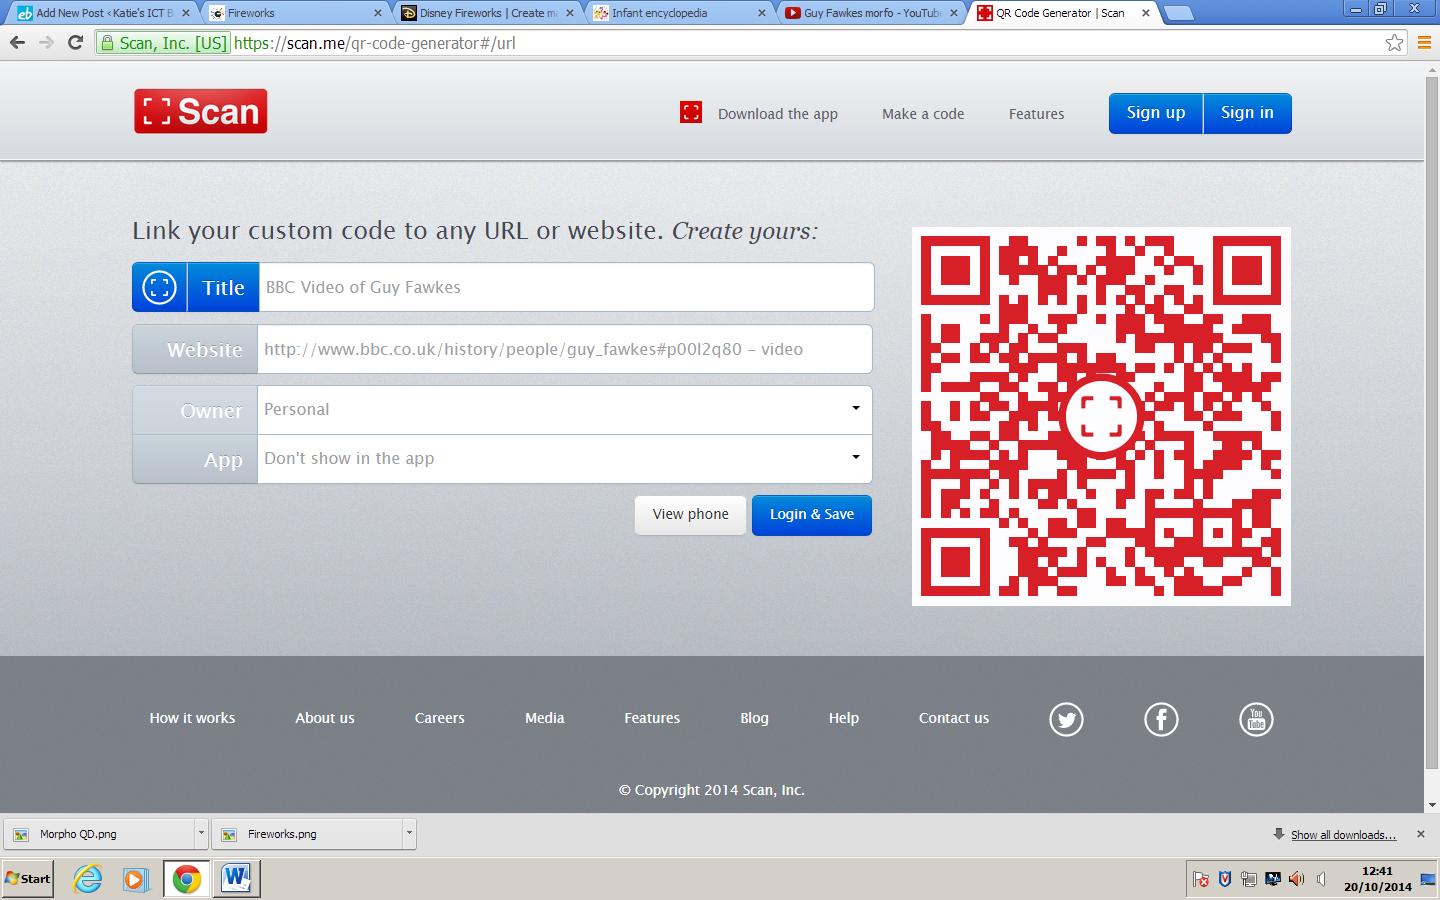 Add New Post ‹ Katie's ICT B
Fireworks
Disney Fireworks | Create ma
Infant encyclopedia
Guy Fawkes morfo - YouTube
QR Code Generator | Scan
Scan, Inc. [US]
https://scan.me/qr-code-generator#/url
Scan
Download the app
Make a code
Features
Sign up
Sign in
Link your custom code to any URL or website. Create yours:
Title
BBC Video of Guy Fawkes
Website
http://www.bbc.co.uk/history/people/guy_fawkes#p00l2q80 - video
Owner
Personal
App
Don't show in the app
View phone
Login & Save
How it works
About us
Careers
Media
Features
Blog
Help
Contact us
You
Tube
© Copyright 2014 Scan, Inc.
Morpho QD.png
Fireworks.png
Show all downloads...
Start
12:41
20/10/2014